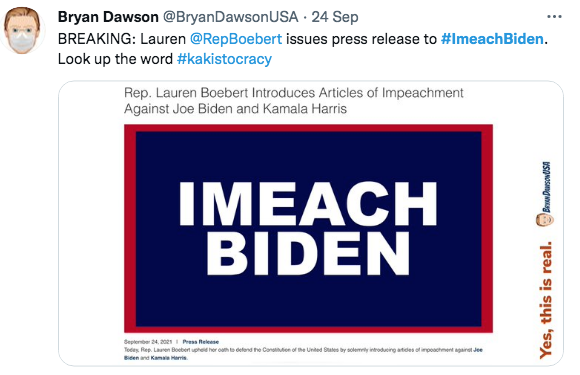 Bryan Dawson @BryanDawsonUSA · 24 Sep
BREAKING: Lauren @RepBoebert issues press release to #ImeachBiden.
Look up the word #kakistocracy
Rep. Lauren Boebert Introduces Articles of Impeachment
Against Joe Biden and Kamala Harris
IMEACH
BIDEN
September 24, 2021 | Press Release
Today, Rep. Lauren Boebert upheld her oath to defend the Constitution of the United States by solemnly introducing articles of impeachment against Joe
Biden and Kamala Harris.
Yes, this is real.
BryanDawsonUSA